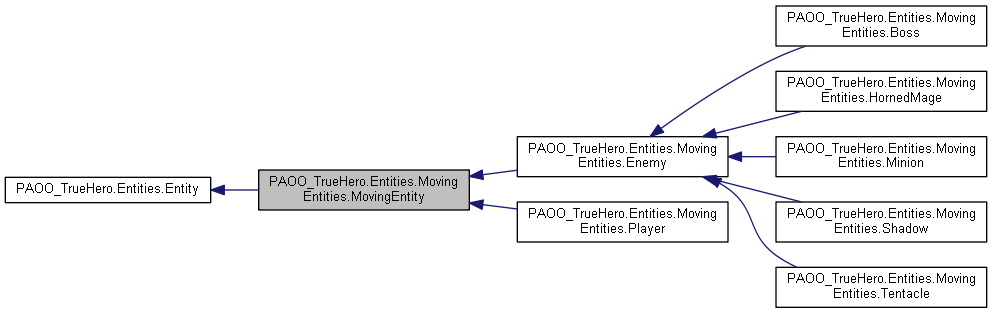 PAOO_TrueHero.Entities.Entity
PAOO_TrueHero.Entities.Moving
Entities.MovingEntity
PAOO_TrueHero.Entities.Moving
Entities.Enemy
PAOO_TrueHero.Entities.Moving
Entities.Player
PAOO_TrueHero.Entities.Moving
Entities.Boss
PAOO_TrueHero.Entities.Moving
Entities.HornedMage
PAOO_TrueHero.Entities.Moving
Entities.Minion
PAOO_TrueHero.Entities.Moving
Entities.Shadow
PAOO_TrueHero.Entities.Moving
Entities.Tentacle